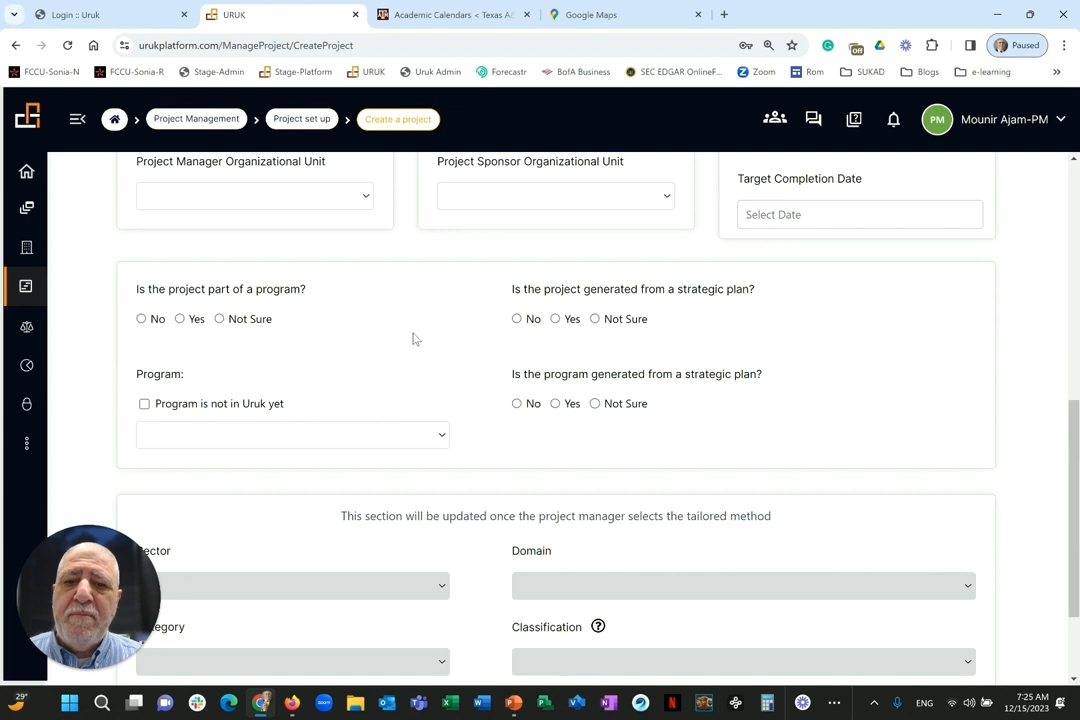 Login :: Uruk
URUK
Academic Calendars < Texas A&
Google Maps
urukplatform.com/ManageProject/CreateProject
Off
Paused
FCCU-Sonia-N
FCCU-Sonia-R
Stage-Admin
Stage-Platform
URUK
Uruk Admin
Forecastr
BofA Business
SEC EDGAR OnlineF...
Zoom
Rom
SUKAD
Blogs
e-learning
Project Management
Project set up
Create a project
PM
Mounir Ajam-PM
Project Manager Organizational Unit
Project Sponsor Organizational Unit
Target Completion Date
Select Date
Is the project part of a program?
Is the project generated from a strategic plan?
No Yes Not Sure
No Yes Not Sure
Program:
Is the program generated from a strategic plan?
Program is not in Uruk yet
No Yes Not Sure
This section will be updated once the project manager selects the tailored method
ector
Domain
tegory
Classification
29°
ENG
7:25 AM
12/15/2023